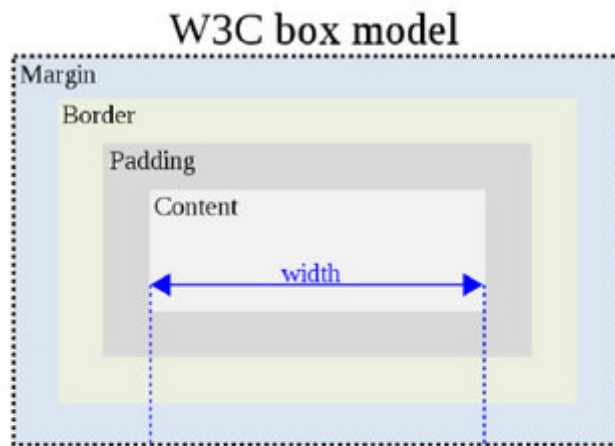 W3C box model
Margin
Border
Padding
Content
width